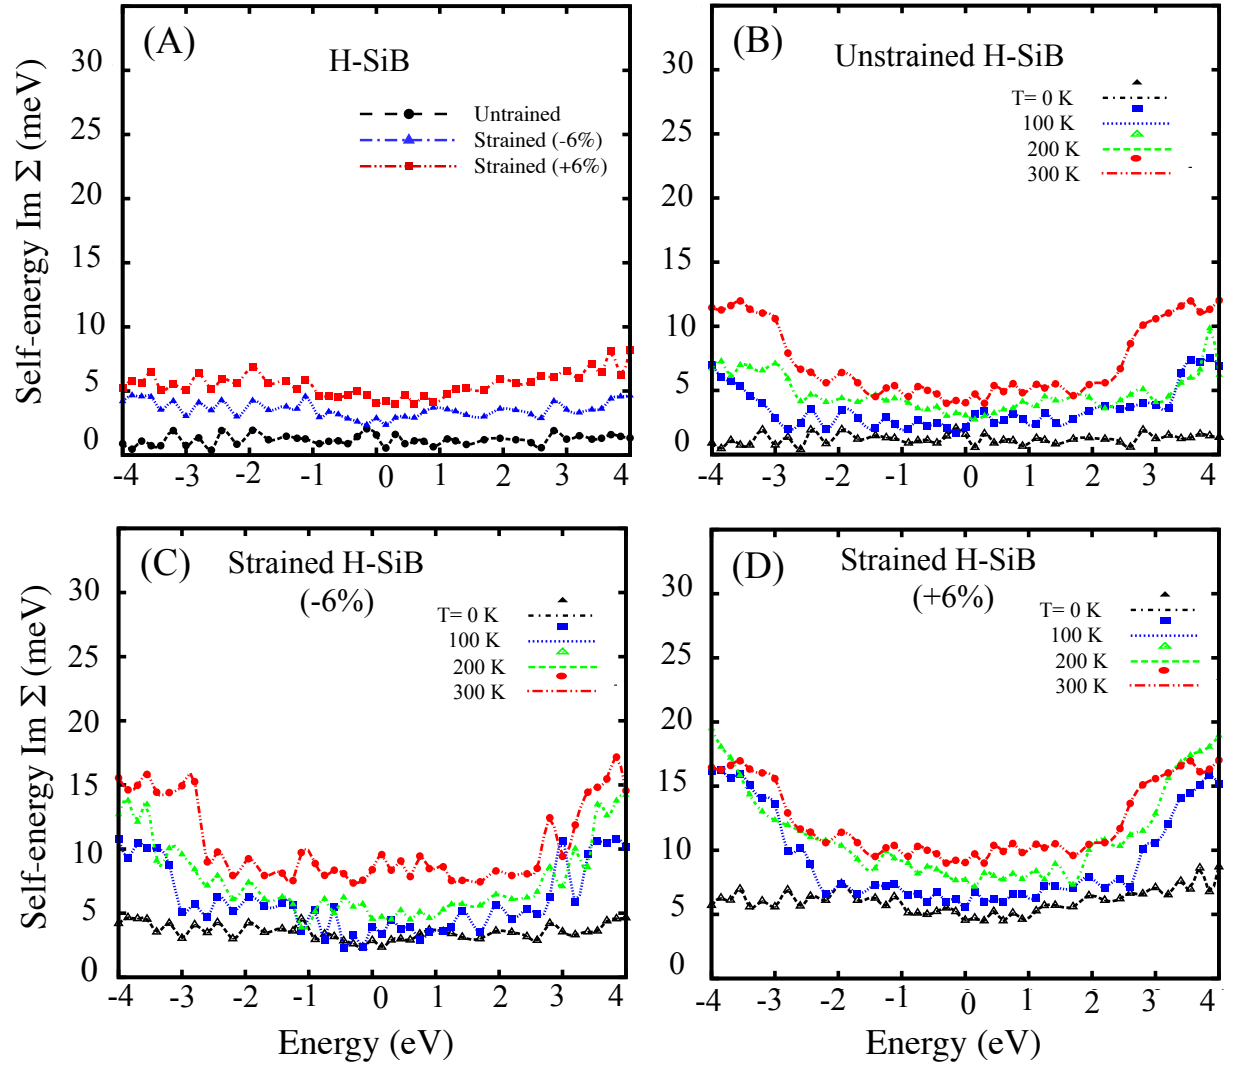 (A)
H-SiB
Untrained
Strained (-6%)
Strained (+6%)
Self-energy Im Σ (meV)
30
25
20
15
10
5
0
-4 -3 -2 -1 0 1 2 3 4
(B)
Unstrained H-SiB
T= 0 K
100 K
200 K
300 K
30
25
20
15
10
5
0
-4 -3 -2 -1 0 1 2 3 4
(C)
Strained H-SiB
(-6%)
T= 0 K
100 K
200 K
300 K
Self-energy Im Σ (meV)
30
25
20
15
10
5
0
-4 -3 -2 -1 0 1 2 3 4
Energy (eV)
(D)
Strained H-SiB
(+6%)
T= 0 K
100 K
200 K
300 K
30
25
20
15
10
5
0
-4 -3 -2 -1 0 1 2 3 4
Energy (eV)